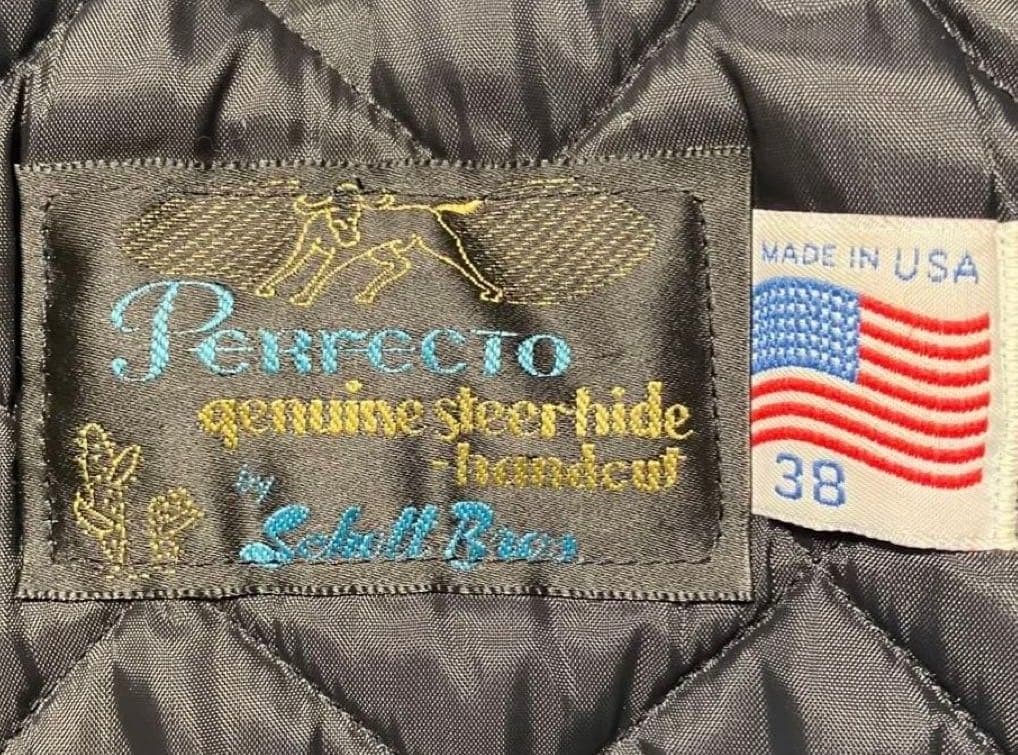 Perfecto
genuine steerhide
-handcut
by
Schott Bros
MADE IN USA
38